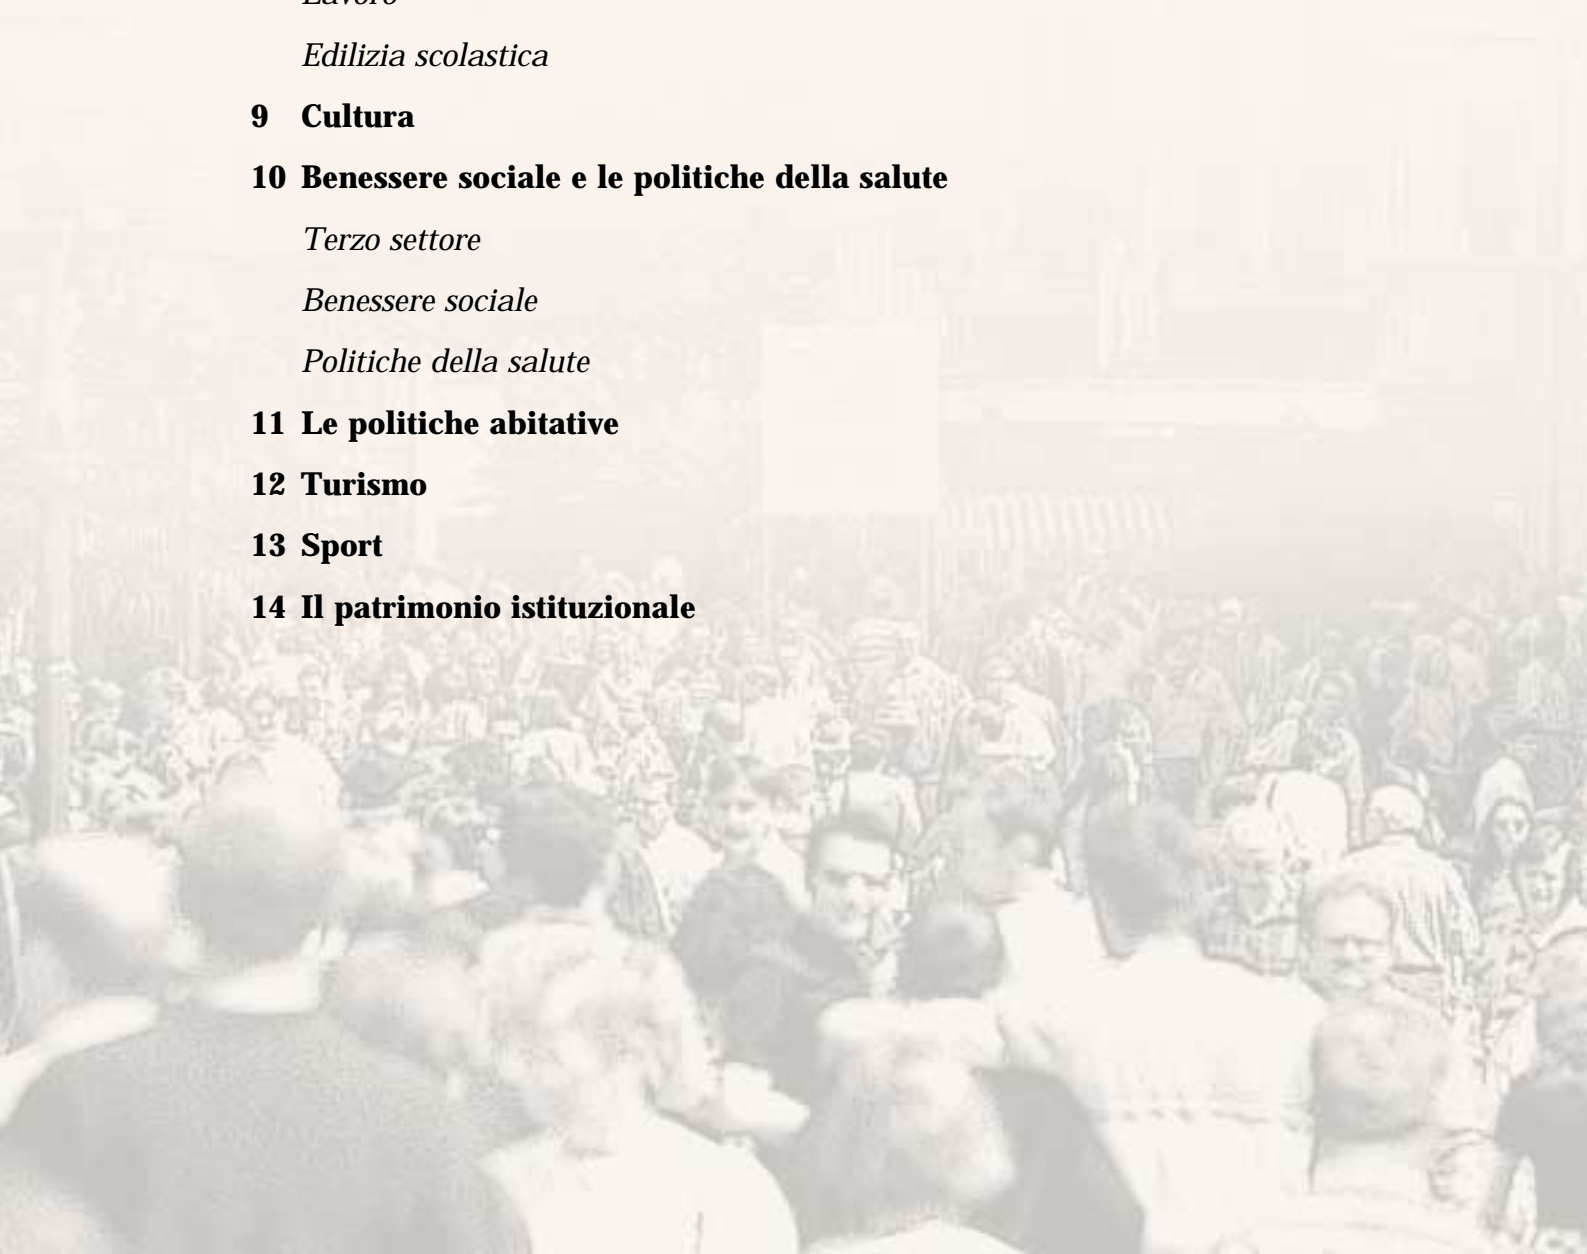 Lavoro
Edilizia scolastica
9 Cultura
10 Benessere sociale e le politiche della salute
Terzo settore
Benessere sociale
Politiche della salute
11 Le politiche abitative
12 Turismo
13 Sport
14 Il patrimonio istituzionale